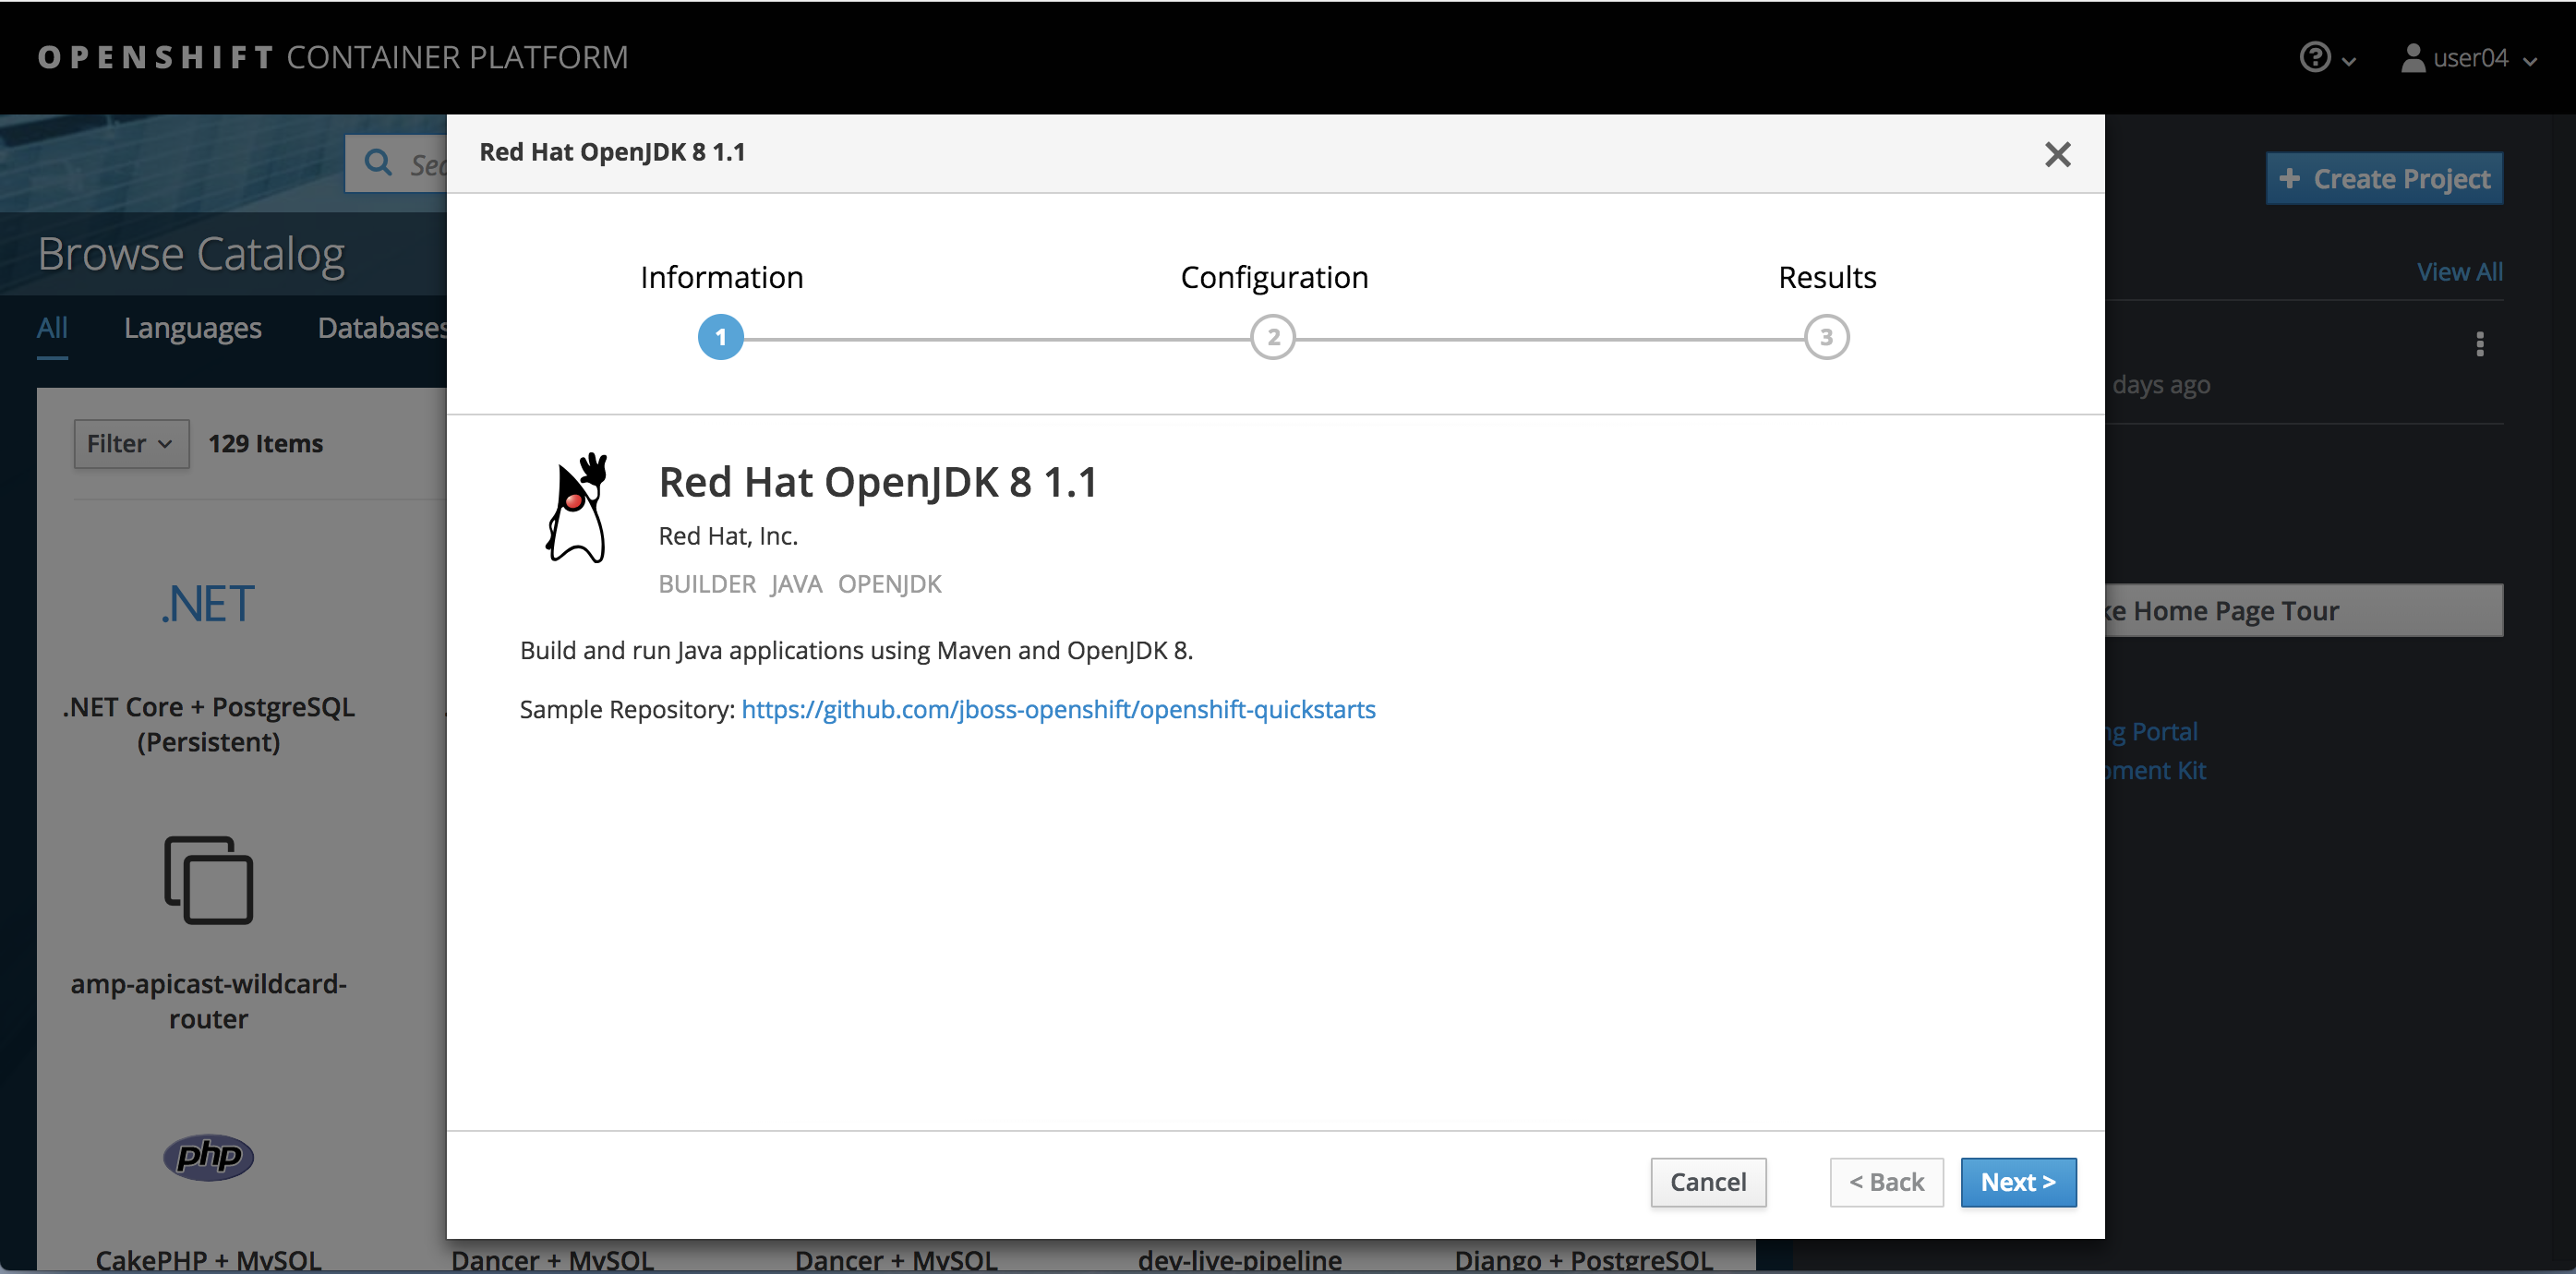 OPENSHIFT CONTAINER PLATFORM
user04
Red Hat OpenJDK 8 1.1
Create Project
Browse Catalog
View All
Information
Configuration
Results
1
2
3
All
Languages
Databases
days ago
Filter
129 Items
Red Hat OpenJDK 8 1.1
Red Hat, Inc.
BUILDER JAVA OPENJDK
Build and run Java applications using Maven and OpenJDK 8.
Sample Repository: https://github.com/jboss-openshift/openshift-quickstarts
.NET
.NET Core + PostgreSQL
(Persistent)
Home Page Tour
Portal
Kit
amp-apicast-wildcard-
router
php
Cancel
< Back
Next >
CakePHP + MySQL
Dancer + MySQL
Dancer + MySQL
dev-live-pipeline
Django + PostgreSQL